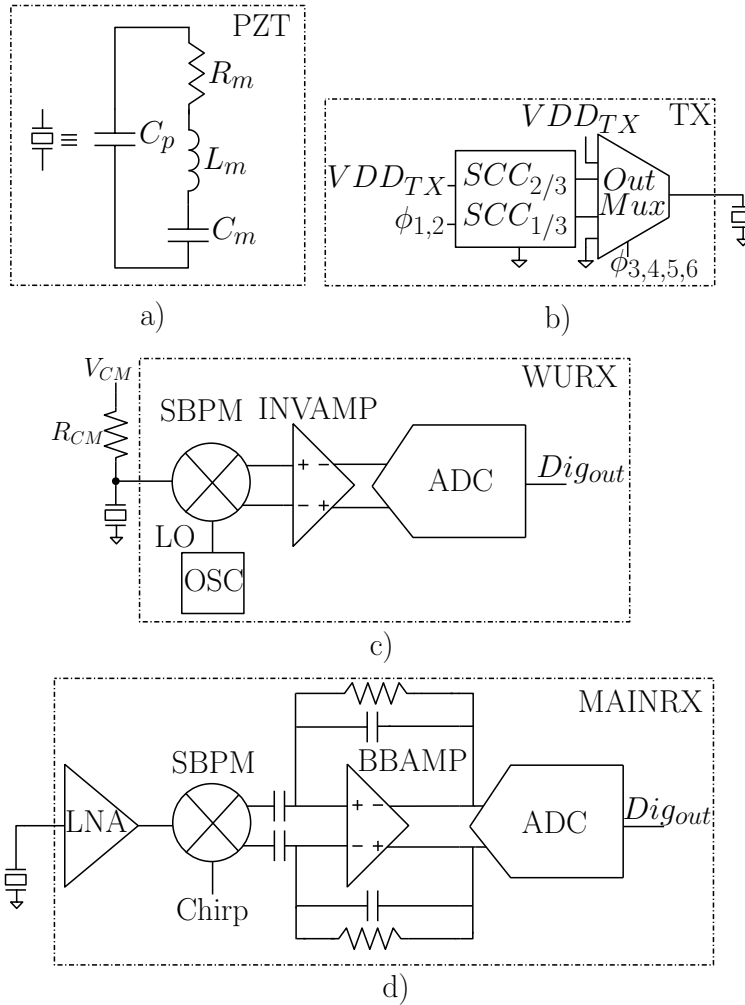 PZT
R_m
≡ C_p
L_m
C_m
a)
VDD_TX TX
VDD_TX SCC_2/3 Out
Mux
ϕ_1,2 SCC_1/3
ϕ_3,4,5,6
b)
V_CM
WURX
SBPM INVAMP
R_CM
+ −
ADC Dig_out
− +
LO
OSC
c)
MAINRX
SBPM BBAMP
LNA
+ −
ADC Dig_out
− +
Chirp
d)